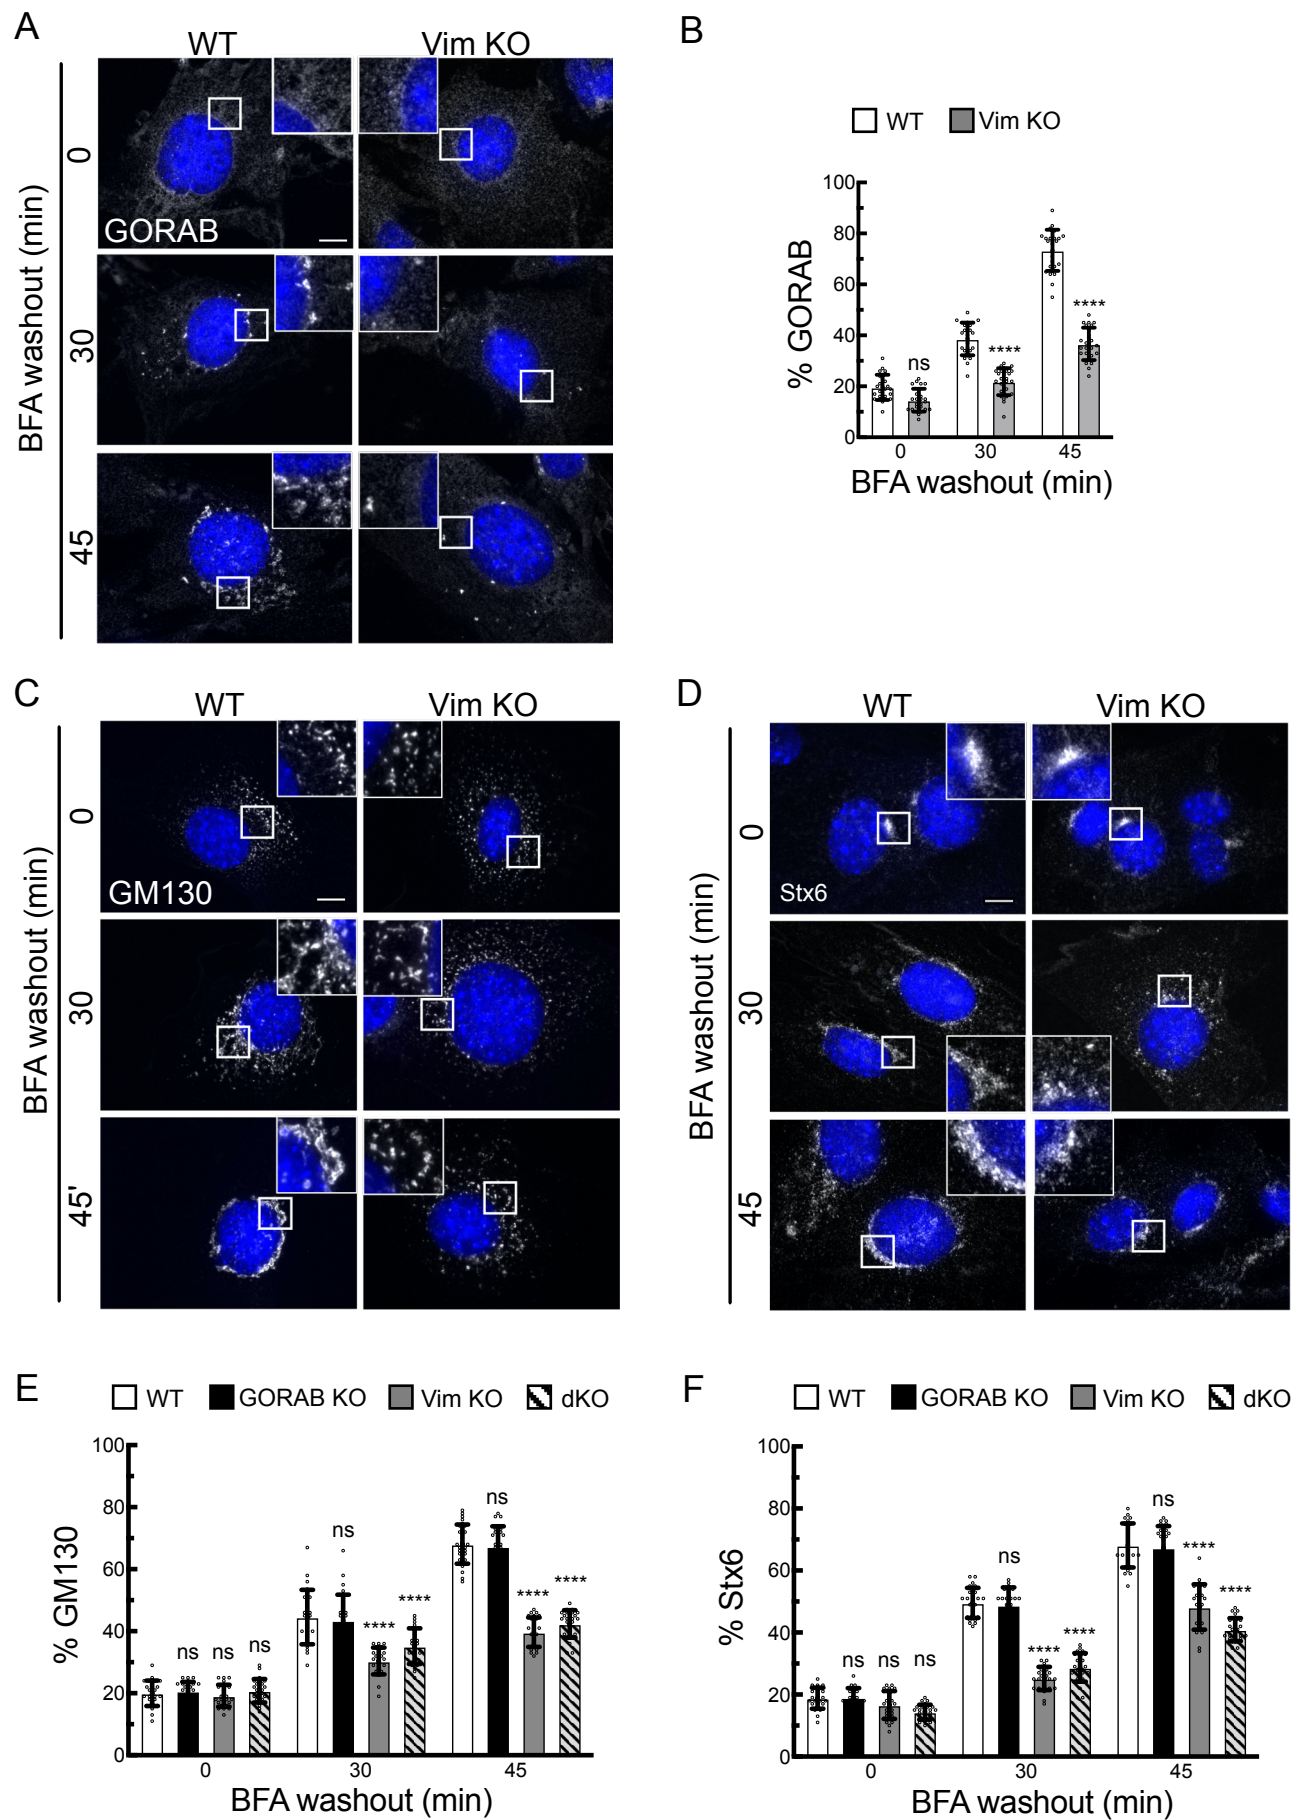 A
WT
Vim KO
BFA washout (min)
0
GORAB
30
45
B
WT
Vim KO
% GORAB
100
80
60
40
20
0
ns
****
****
0
30
45
BFA washout (min)
C
WT
Vim KO
BFA washout (min)
0
GM130
30
45'
D
WT
Vim KO
BFA washout (min)
0
Stx6
30
45
E
WT
GORAB KO
Vim KO
dKO
% GM130
100
80
60
40
20
0
ns
ns
ns
ns
****
****
ns
****
****
0
30
45
BFA washout (min)
F
WT
GORAB KO
Vim KO
dKO
% Stx6
100
80
60
40
20
0
ns
ns
ns
ns
****
****
ns
****
****
0
30
45
BFA washout (min)